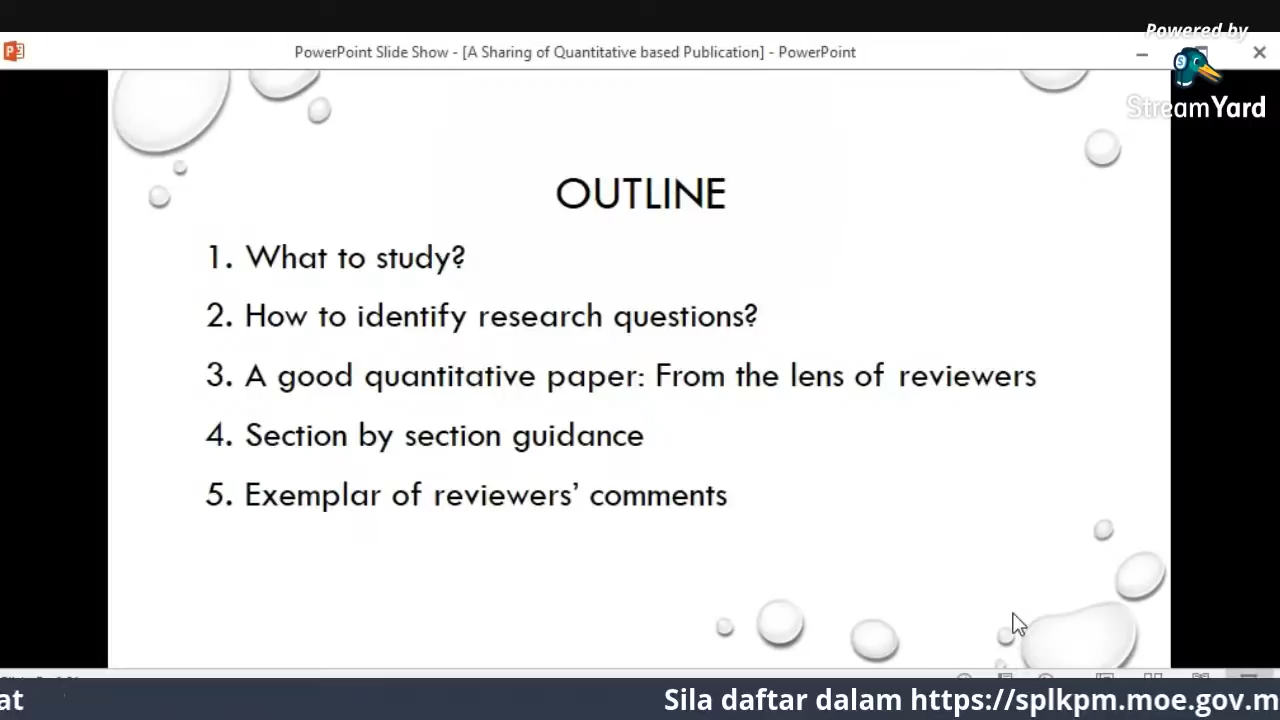 Powered by
PowerPoint Slide Show - [A Sharing of Quantitative based Publication] - PowerPoint
StreamYard
OUTLINE
1. What to study?
2. How to identify research questions?
3. A good quantitative paper: From the lens of reviewers
4. Section by section guidance
5. Exemplar of reviewers’ comments
at
Sila daftar dalam https://splkpm.moe.gov.m